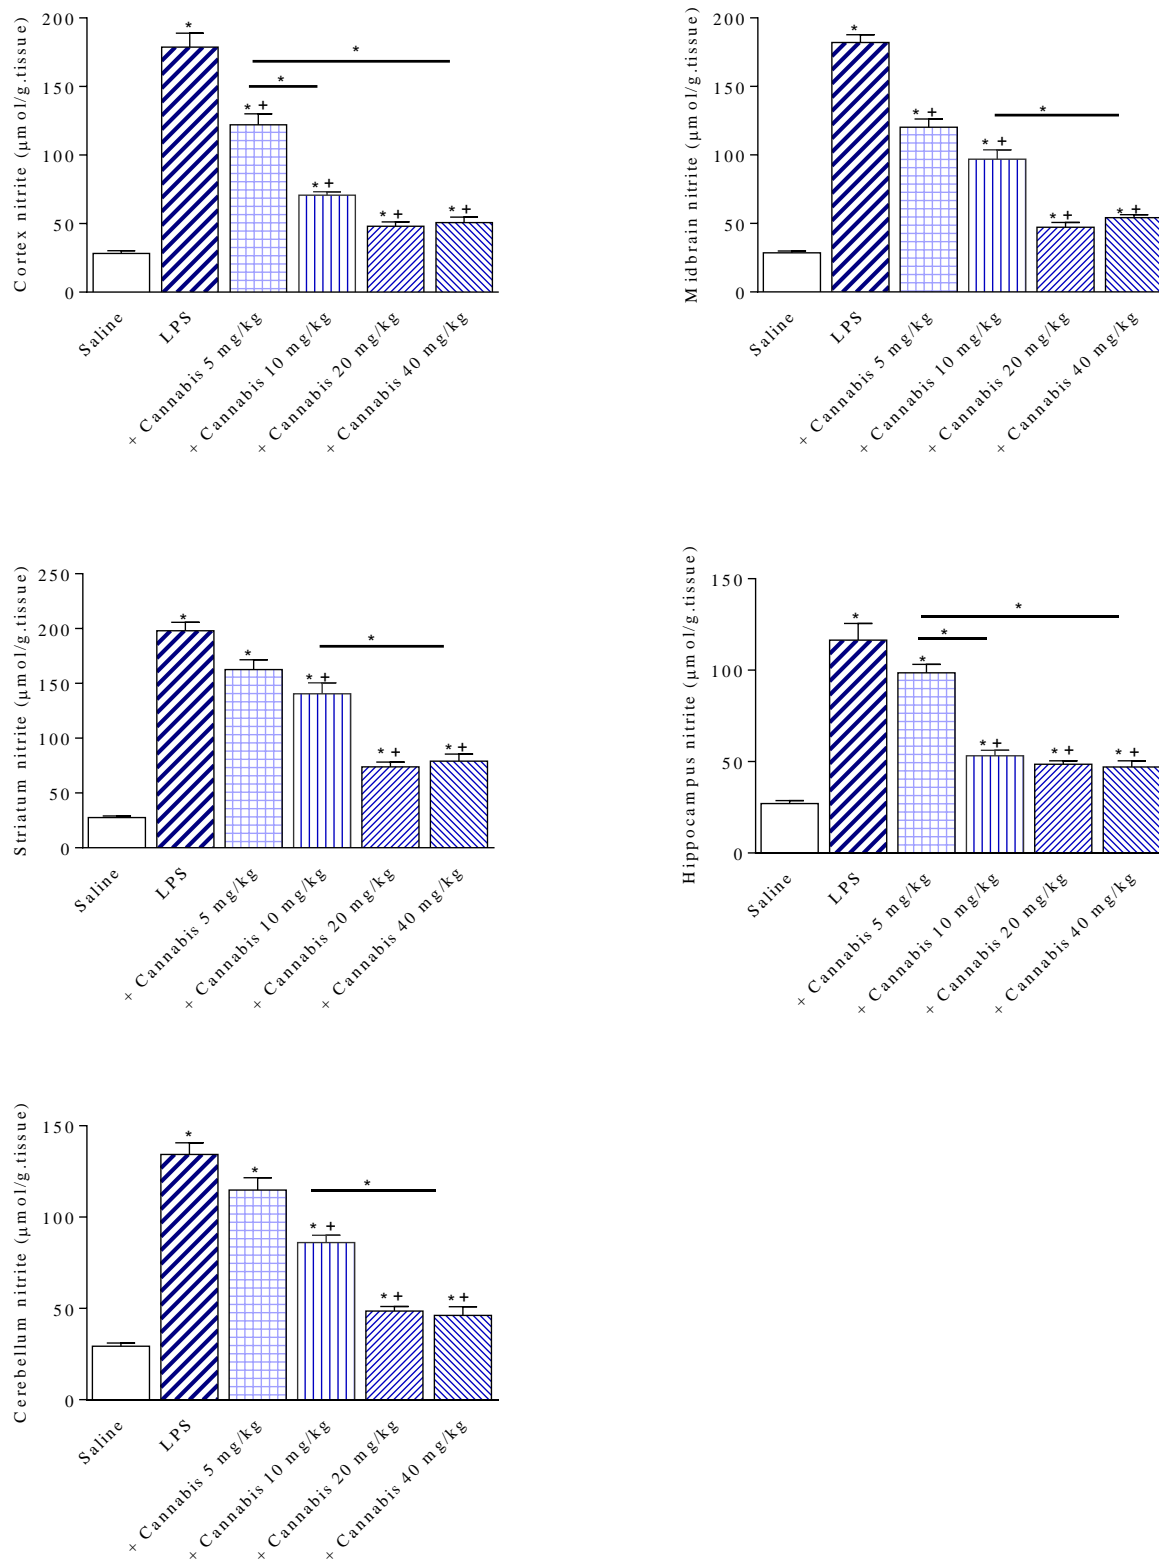 Cortex nitrite (μmol/g.tissue)
200
150
100
50
0
*
* +
* +
* +
* +
*
*
Saline
LPS
+ Cannabis 5 mg/kg
+ Cannabis 10 mg/kg
+ Cannabis 20 mg/kg
+ Cannabis 40 mg/kg
Midbrain nitrite (μmol/g.tissue)
200
150
100
50
0
*
* +
* +
* +
* +
*
Saline
LPS
+ Cannabis 5 mg/kg
+ Cannabis 10 mg/kg
+ Cannabis 20 mg/kg
+ Cannabis 40 mg/kg
Striatum nitrite (μmol/g.tissue)
250
200
150
100
50
0
*
*
* +
* +
* +
*
Saline
LPS
+ Cannabis 5 mg/kg
+ Cannabis 10 mg/kg
+ Cannabis 20 mg/kg
+ Cannabis 40 mg/kg
Hippocampus nitrite (μmol/g.tissue)
150
100
50
0
*
*
* +
* +
* +
*
*
Saline
LPS
+ Cannabis 5 mg/kg
+ Cannabis 10 mg/kg
+ Cannabis 20 mg/kg
+ Cannabis 40 mg/kg
Cerebellum nitrite (μmol/g.tissue)
150
100
50
0
*
*
* +
* +
* +
*
Saline
LPS
+ Cannabis 5 mg/kg
+ Cannabis 10 mg/kg
+ Cannabis 20 mg/kg
+ Cannabis 40 mg/kg